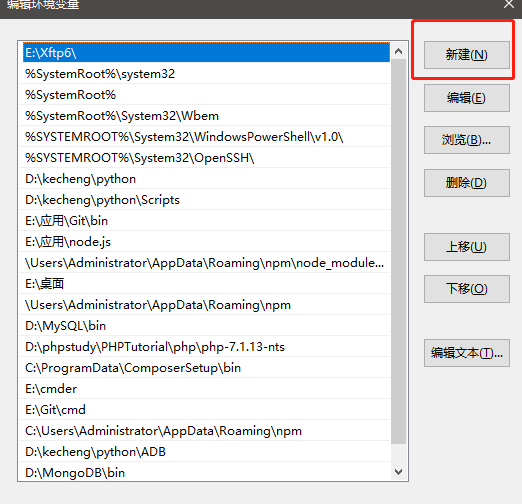 编辑环境变量
E:\Xftp6\
%SystemRoot%\system32
%SystemRoot%
%SystemRoot%\System32\Wbem
%SYSTEMROOT%\System32\WindowsPowerShell\v1.0\
%SYSTEMROOT%\System32\OpenSSH\
D:\kecheng\python
D:\kecheng\python\Scripts
E:\应用\Git\bin
E:\应用\node.js
\Users\Administrator\AppData\Roaming\npm\node_module...
E:\桌面
\Users\Administrator\AppData\Roaming\npm
D:\MySQL\bin
D:\phpstudy\PHPTutorial\php\php-7.1.13-nts
C:\ProgramData\ComposerSetup\bin
E:\cmder
E:\Git\cmd
C:\Users\Administrator\AppData\Roaming\npm
D:\kecheng\python\ADB
D:\MongoDB\bin
新建(N)
编辑(E)
浏览(B)...
删除(D)
上移(U)
下移(O)
编辑文本(T)...